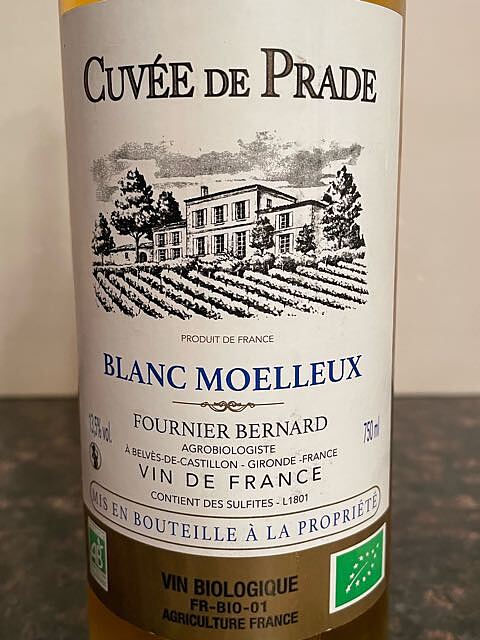 CUVÉE DE PRADE
PRODUIT DE FRANCE
BLANC MOELLEUX
FOURNIER BERNARD
AGROBIOLOGISTE
13,5% vol.
À BELVÈS-DE-CASTILLON - GIRONDE -FRANCE
750 ml
VIN DE FRANCE
CONTIENT DES SULFITES - L1801
MIS EN BOUTEILLE À LA PROPRIÉTÉ
AB
VIN BIOLOGIQUE
FR-BIO-01
AGRICULTURE FRANCE